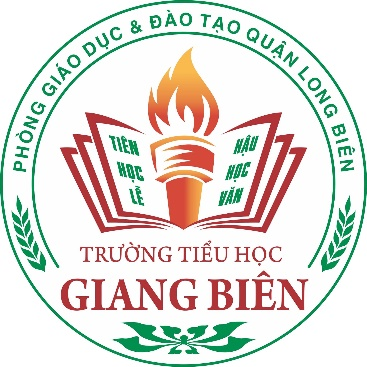 PHÒNG GIÁO DỤC & ĐÀO TẠO QUẬN LONG BIÊN
TIÊN
HỌC
LỄ
HẬU
HỌC
VĂN
TRƯỜNG TIỂU HỌC
GIANG BIÊN